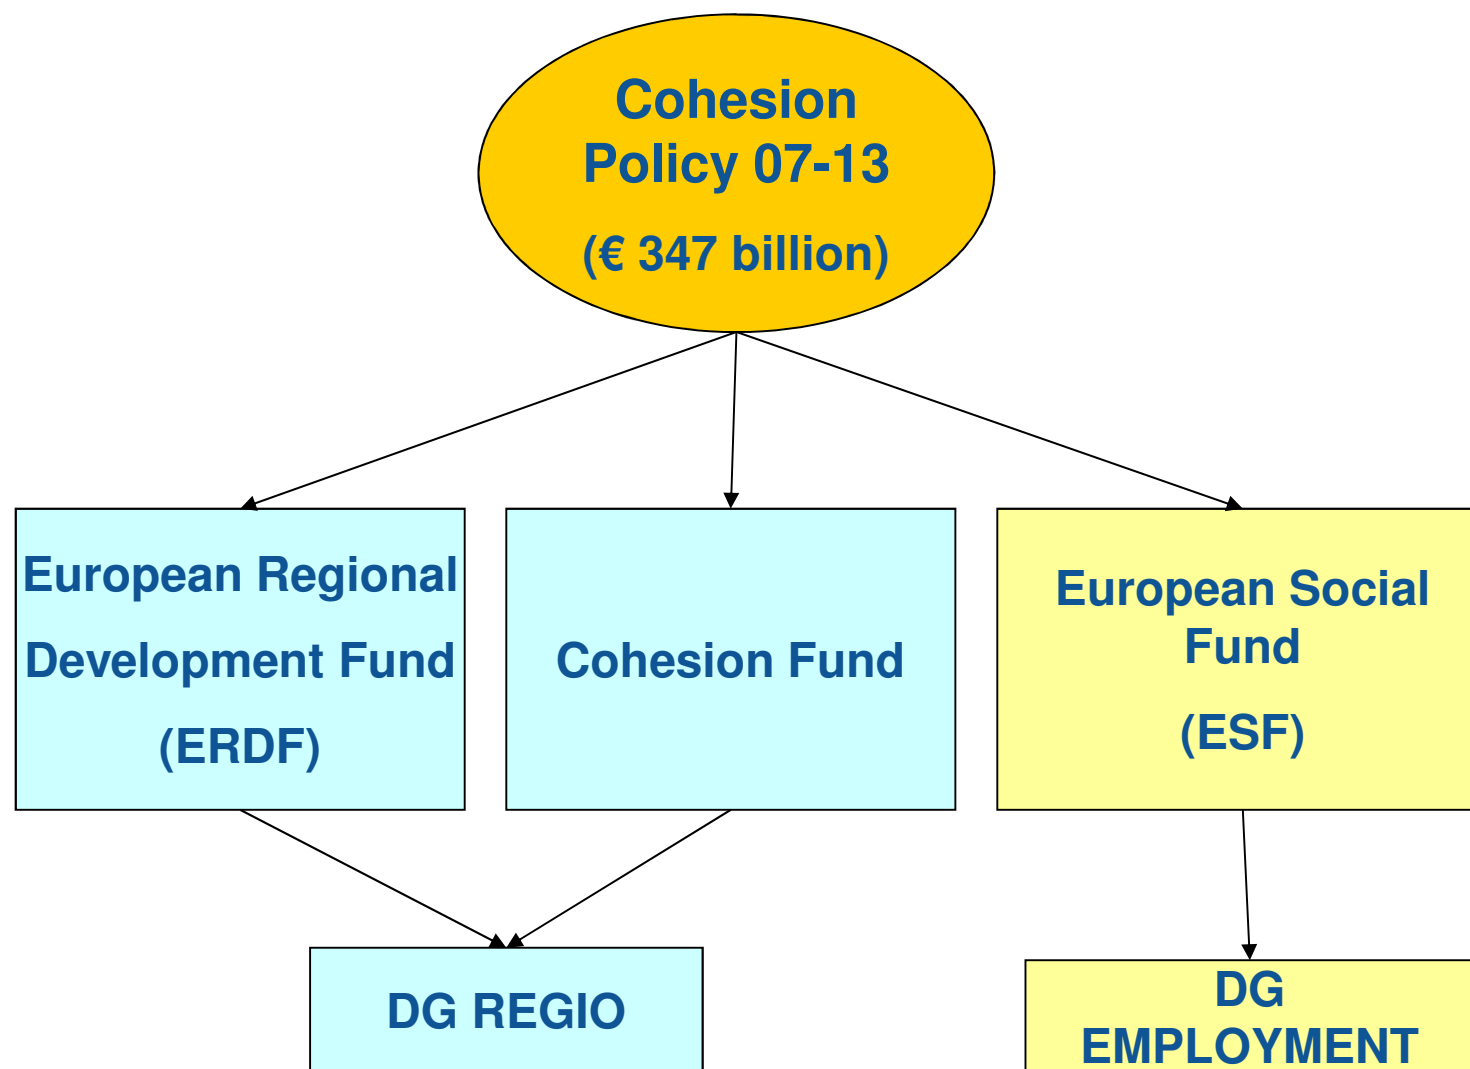 Cohesion
Policy 07-13
(€ 347 billion)
European Regional
Development Fund
(ERDF)
Cohesion Fund
European Social
Fund
(ESF)
DG REGIO
DG
EMPLOYMENT